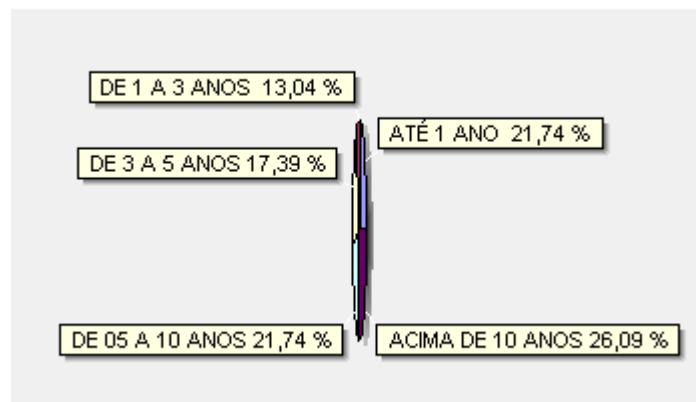 DE 1 A 3 ANOS 13,04 %
ATÉ 1 ANO 21,74 %
DE 3 A 5 ANOS 17,39 %
DE 05 A 10 ANOS 21,74 %
ACIMA DE 10 ANOS 26,09 %